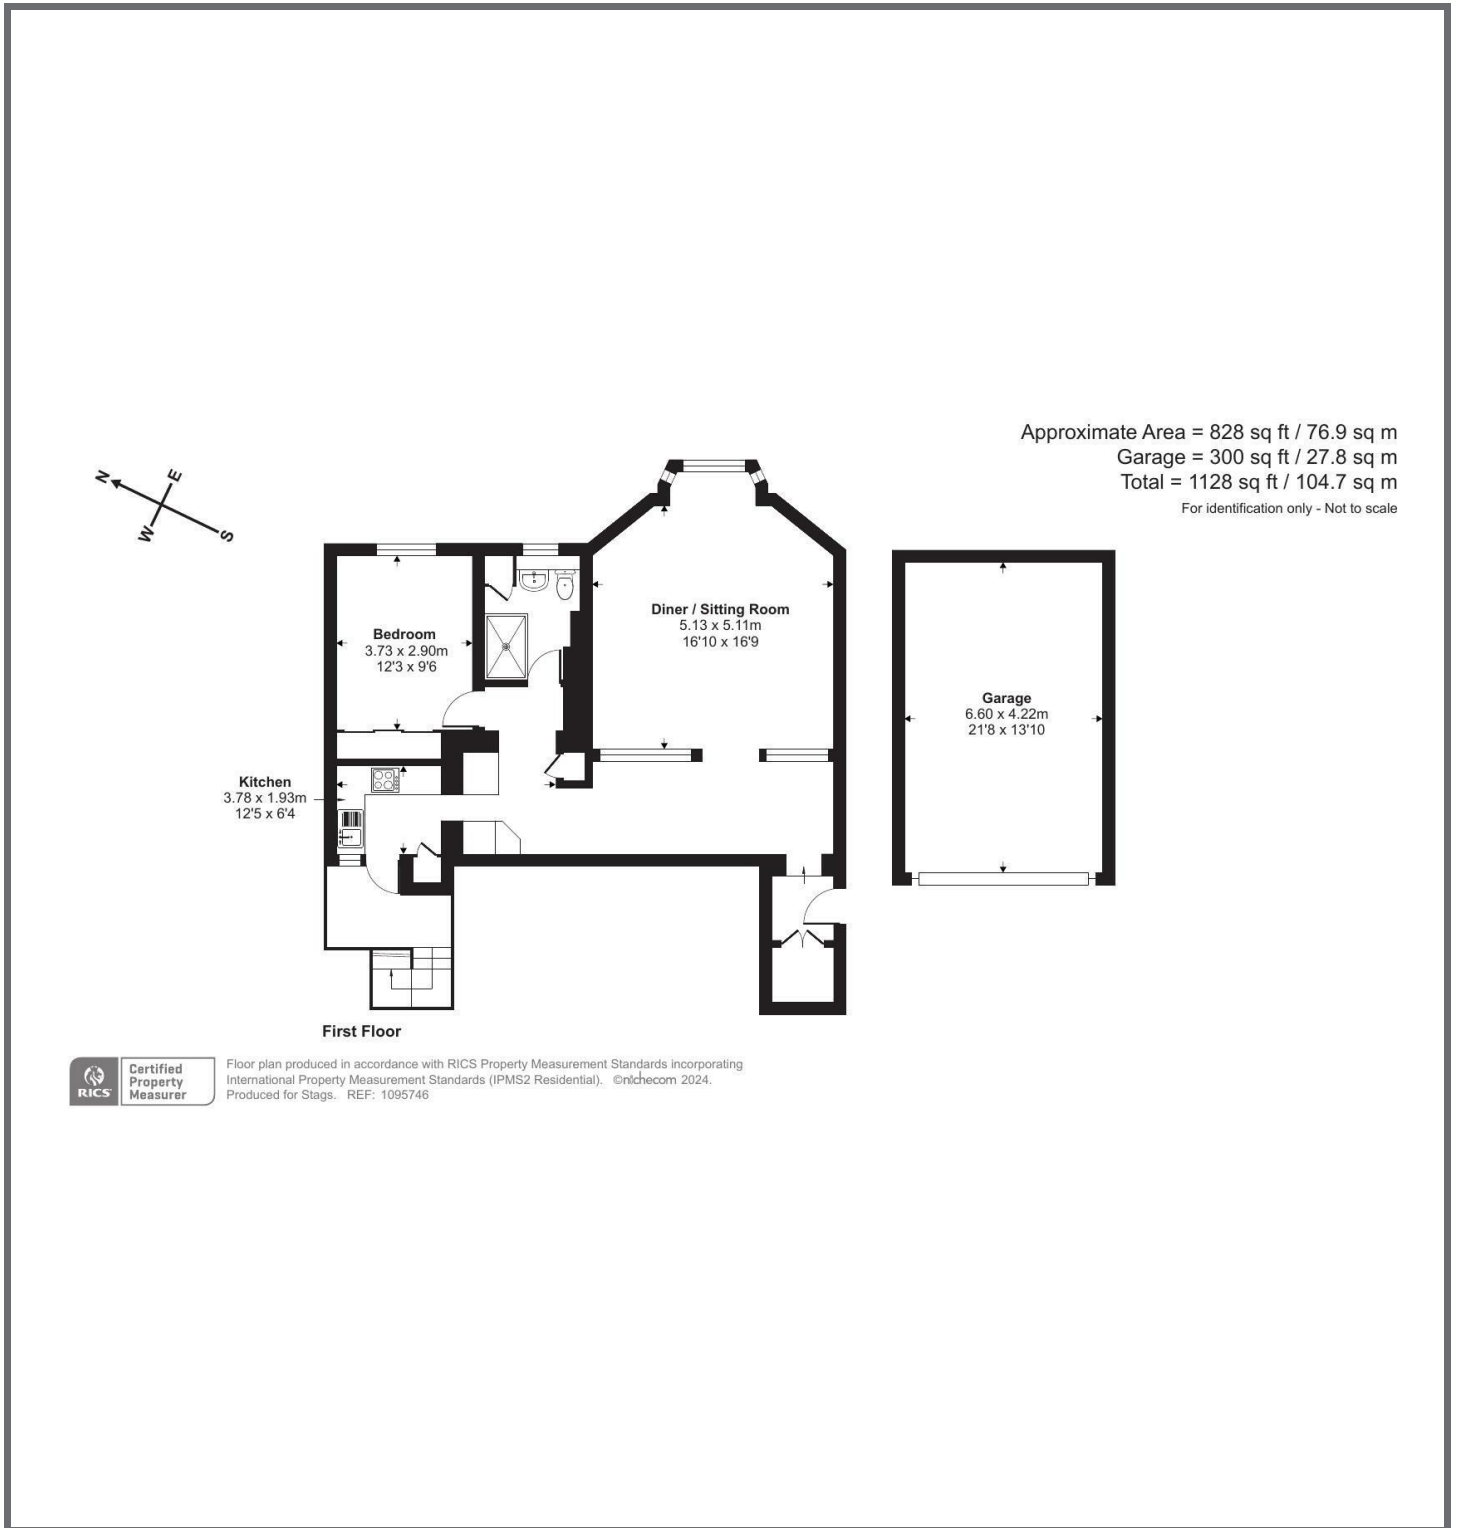 Approximate Area = 828 sq ft / 76.9 sq m
Garage = 300 sq ft / 27.8 sq m
Total = 1128 sq ft / 104.7 sq m
For identification only - Not to scale
N
E
W
S
Diner / Sitting Room
5.13 x 5.11m
16'10 x 16'9
Bedroom
3.73 x 2.90m
12'3 x 9'6
Garage
6.60 x 4.22m
21'8 x 13'10
Kitchen
3.78 x 1.93m
12'5 x 6'4
First Floor
RICS
Certified
Property
Measurer
Floor plan produced in accordance with RICS Property Measurement Standards incorporating
International Property Measurement Standards (IPMS2 Residential). ©nichecom 2024.
Produced for Stags. REF: 1095746